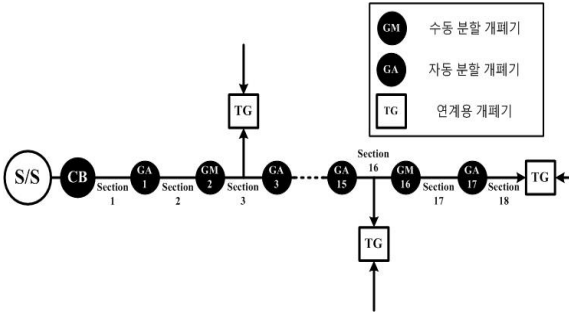 GM 수동 분할 개폐기
GA 자동 분할 개폐기
TG 연계용 개폐기
TG
S/S
CB
Section
1
GA
1
Section
2
GM
2
Section
3
GA
3
GA
15
Section
16
GM
16
Section
17
GA
17
Section
18
TG
TG